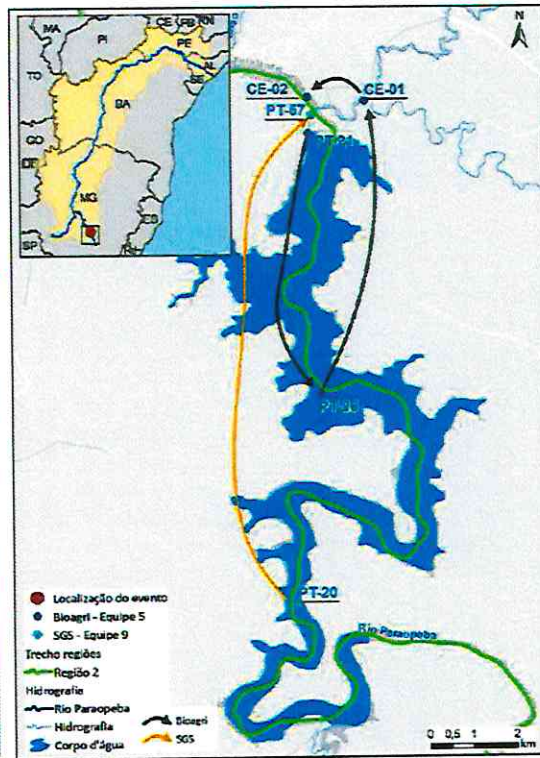 MA
CE
PB
RN
PI
PE
TO
AL
SE
BA
GO
DF
MG
ES
SP
N
CE-02
CE-01
PT-57
PT-20
Rio Paraopeba
Localização do evento
Bioagri - Equipe 5
SGS - Equipe 9
Trecho regiões
Região 2
Hidrografia
Rio Paraopeba
Hidrografia
Corpo d'água
Bioagri
SGS
0 0,5 1 2
km